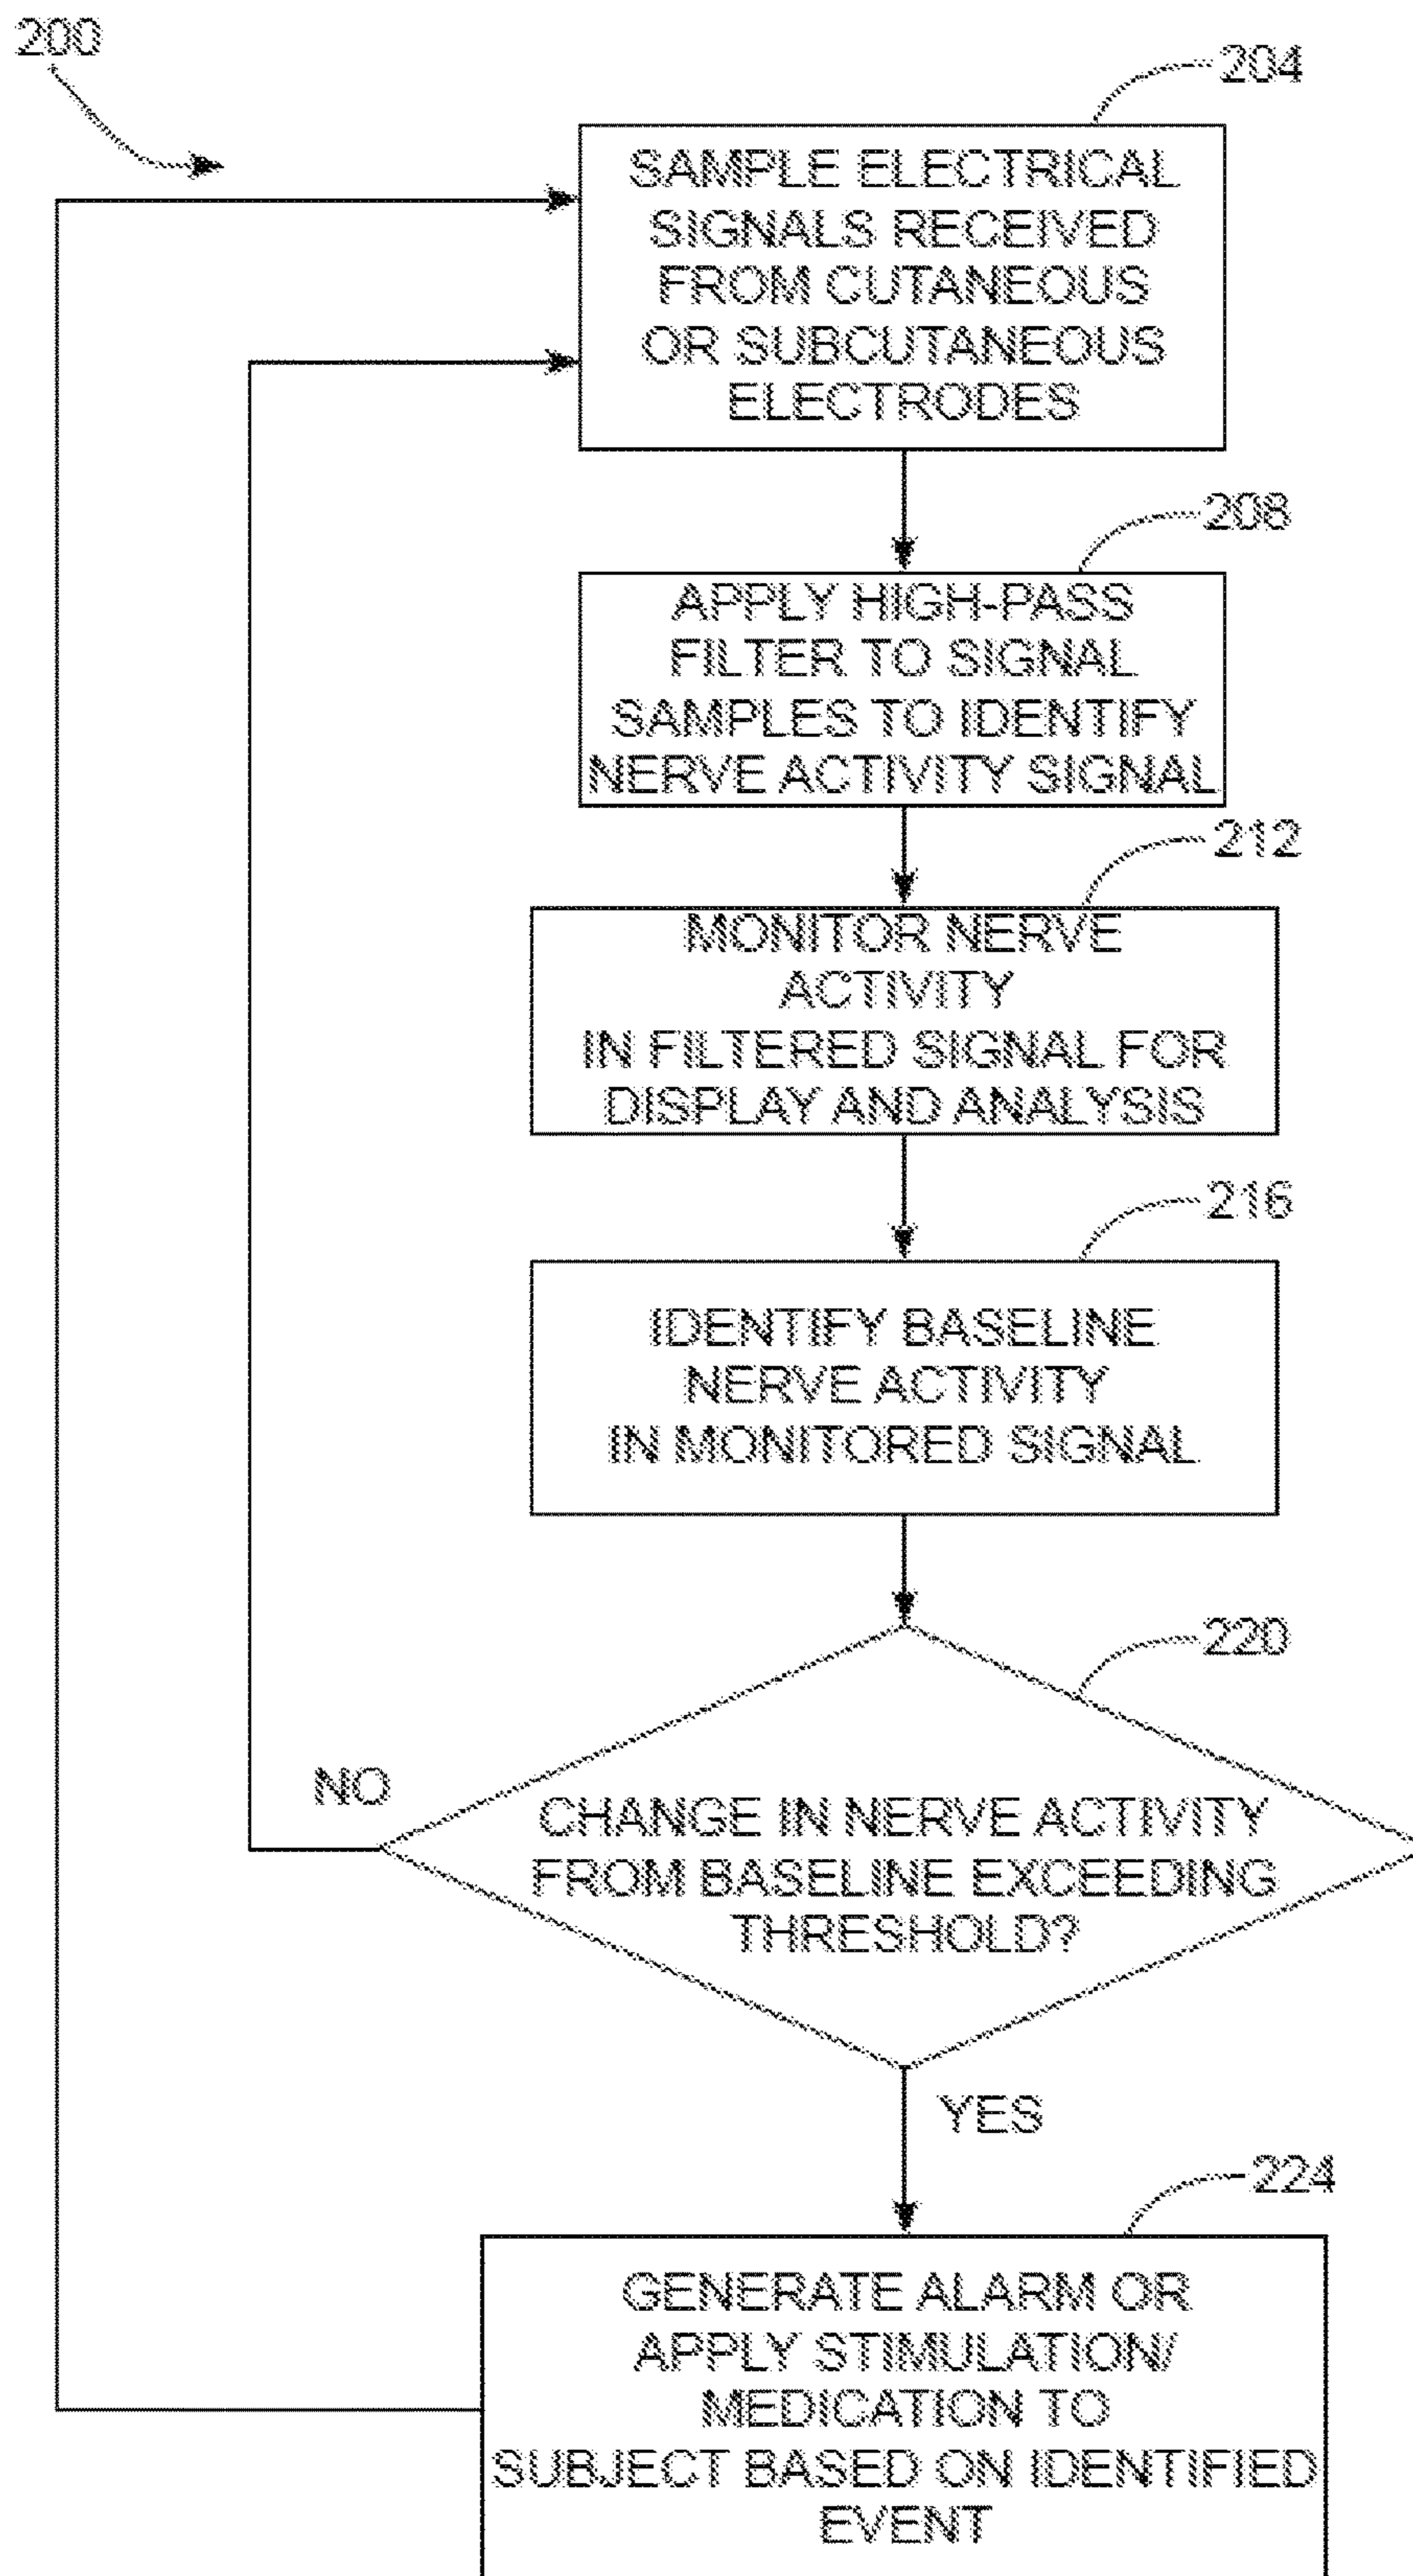 200
204
SAMPLE ELECTRICAL
SIGNALS RECEIVED
FROM CUTANEOUS
OR SUBCUTANEOUS
ELECTRODES
208
APPLY HIGH-PASS
FILTER TO SIGNAL
SAMPLES TO IDENTIFY
NERVE ACTIVITY SIGNAL
212
MONITOR NERVE
ACTIVITY
IN FILTERED SIGNAL FOR
DISPLAY AND ANALYSIS
216
IDENTIFY BASELINE
NERVE ACTIVITY
IN MONITORED SIGNAL
220
NO
CHANGE IN NERVE ACTIVITY
FROM BASELINE EXCEEDING
THRESHOLD?
YES
224
GENERATE ALARM OR
APPLY STIMULATION/
MEDICATION TO
SUBJECT BASED ON IDENTIFIED
EVENT